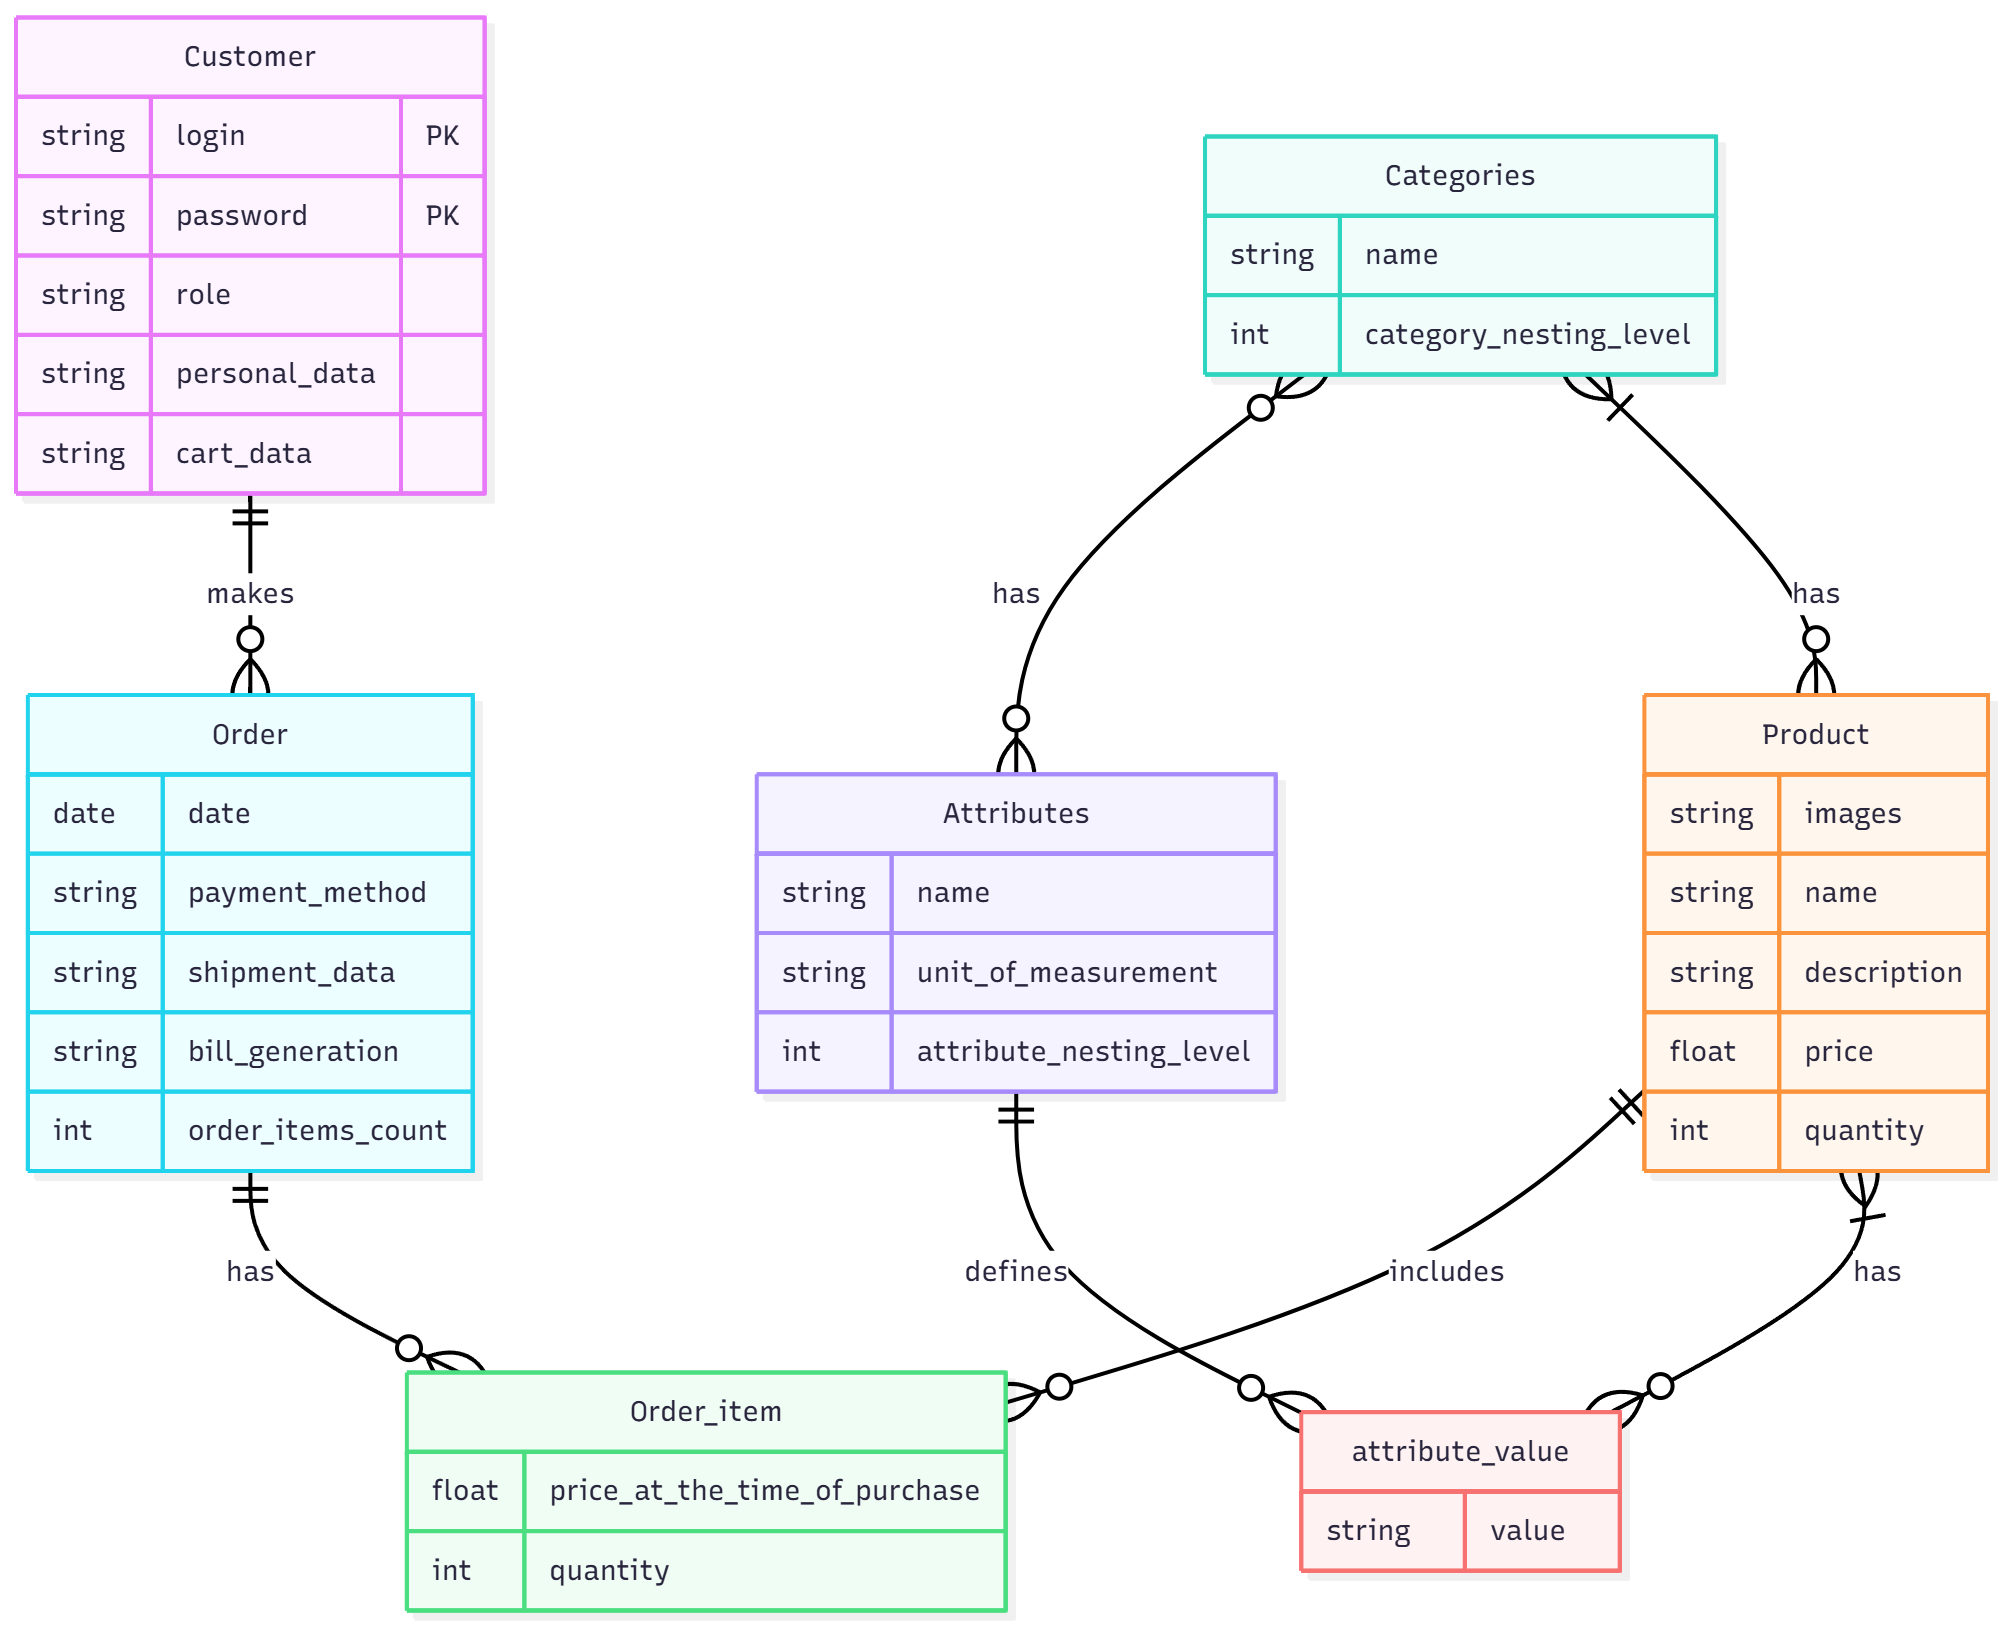 Customer
string login PK
string password PK
string role
string personal_data
string cart_data
Categories
string name
int category_nesting_level
makes
has
has
Order
date date
string payment_method
string shipment_data
string bill_generation
int order_items_count
Attributes
string name
string unit_of_measurement
int attribute_nesting_level
Product
string images
string name
string description
float price
int quantity
has
defines
includes
has
Order_item
float price_at_the_time_of_purchase
int quantity
attribute_value
string value